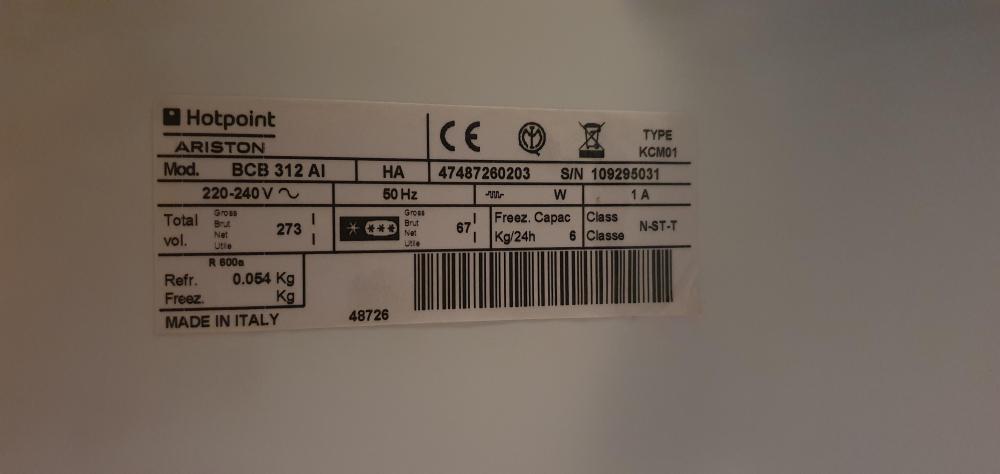 Hotpoint
ARISTON
TYPE
KCM01
Mod. BCB 312 AI HA 47487260203 S/N 109295031
220-240 V 50 Hz W 1 A
Total vol. Gross Brut Net Utile 273 l l
Gross Brut Net Utile 67 l l
Freez. Capac
Kg/24h 6
Class
Classe N-ST-T
R 600a
Refr. 0.054 Kg
Freez. Kg
MADE IN ITALY
48726